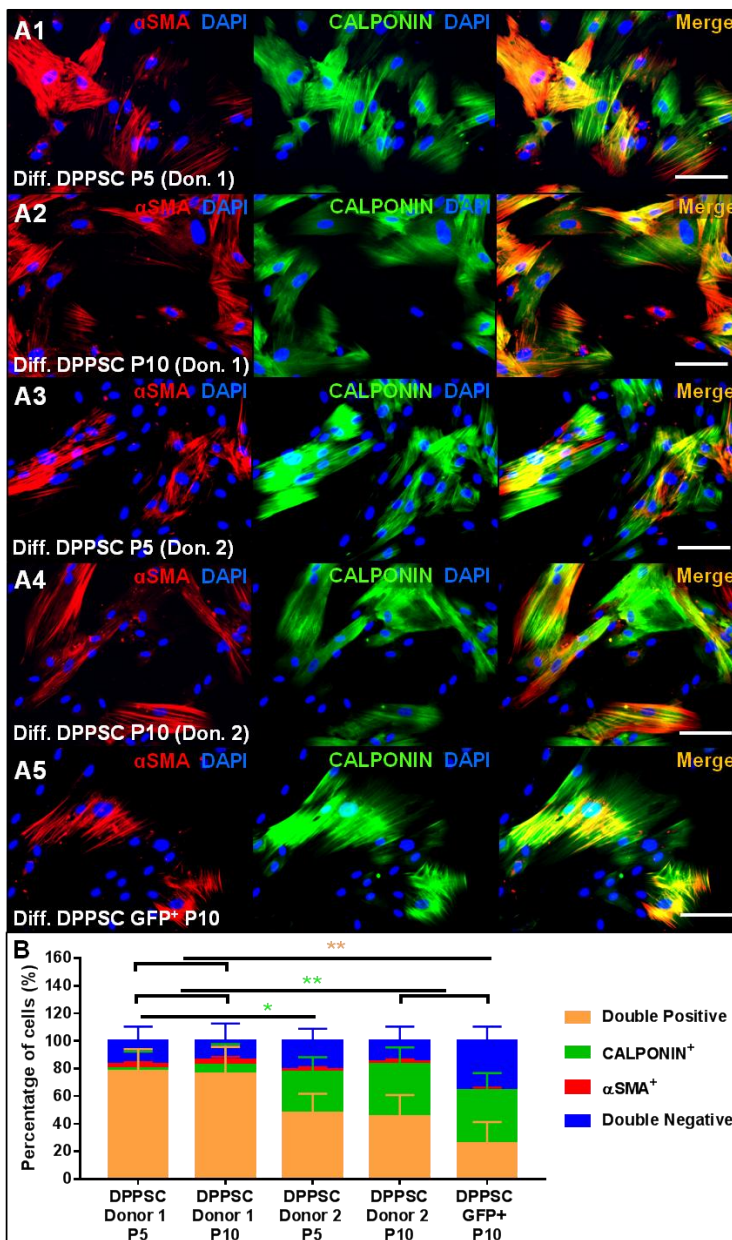 A1 αSMA DAPI CALPONIN DAPI Merge
Diff. DPPSC P5 (Don. 1)
A2 αSMA DAPI CALPONIN DAPI Merge
Diff. DPPSC P10 (Don. 1)
A3 αSMA DAPI CALPONIN DAPI Merge
Diff. DPPSC P5 (Don. 2)
A4 αSMA DAPI CALPONIN DAPI Merge
Diff. DPPSC P10 (Don. 2)
A5 αSMA DAPI CALPONIN DAPI Merge
Diff. DPPSC GFP⁺ P10
B
Percentatge of cells (%)
160
140
120
100
80
60
40
20
0
**
**
*
DPPSC
Donor 1
P5
DPPSC
Donor 1
P10
DPPSC
Donor 2
P5
DPPSC
Donor 2
P10
DPPSC
GFP+
P10
Double Positive
CALPONIN⁺
αSMA⁺
Double Negative